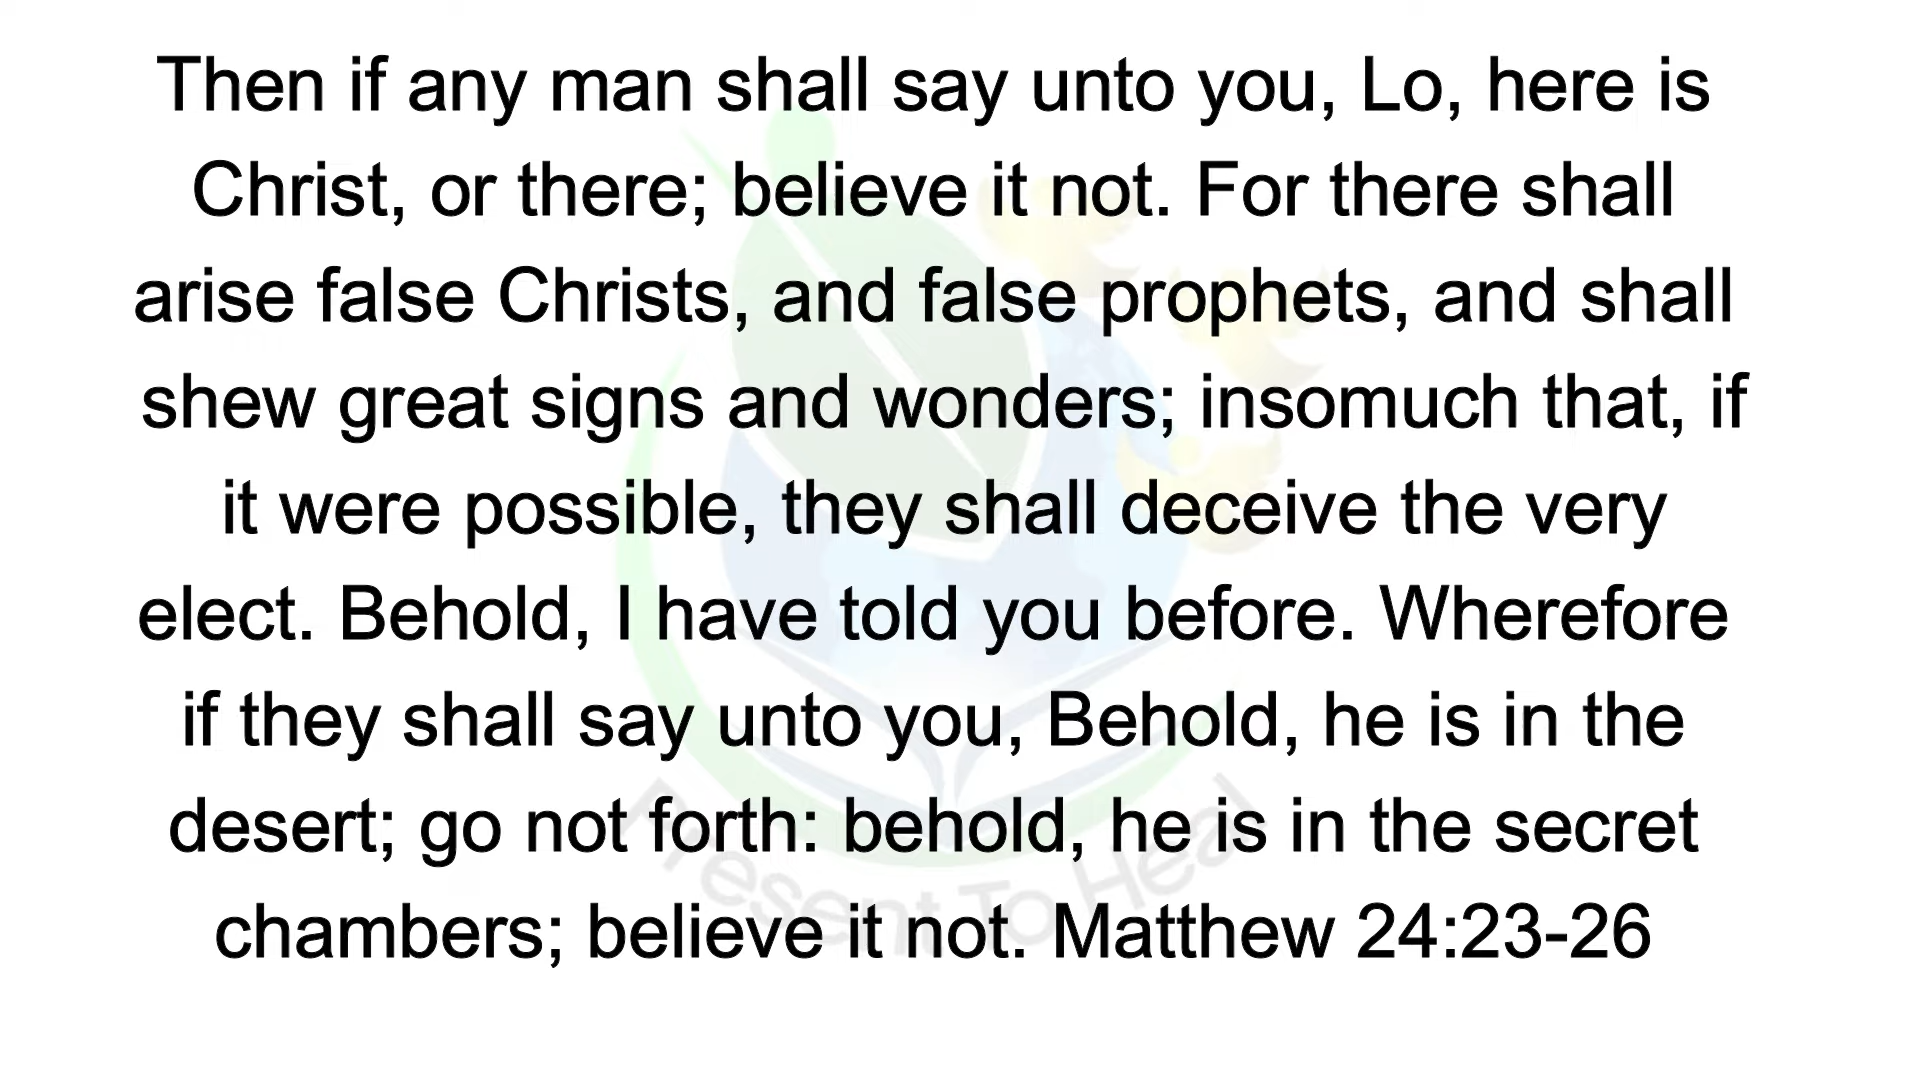 Then if any man shall say unto you, Lo, here is
Christ, or there; believe it not. For there shall
arise false Christs, and false prophets, and shall
shew great signs and wonders; insomuch that, if
it were possible, they shall deceive the very
elect. Behold, I have told you before. Wherefore
if they shall say unto you, Behold, he is in the
desert; go not forth: behold, he is in the secret
chambers; believe it not. Matthew 24:23-26
Present To Heal